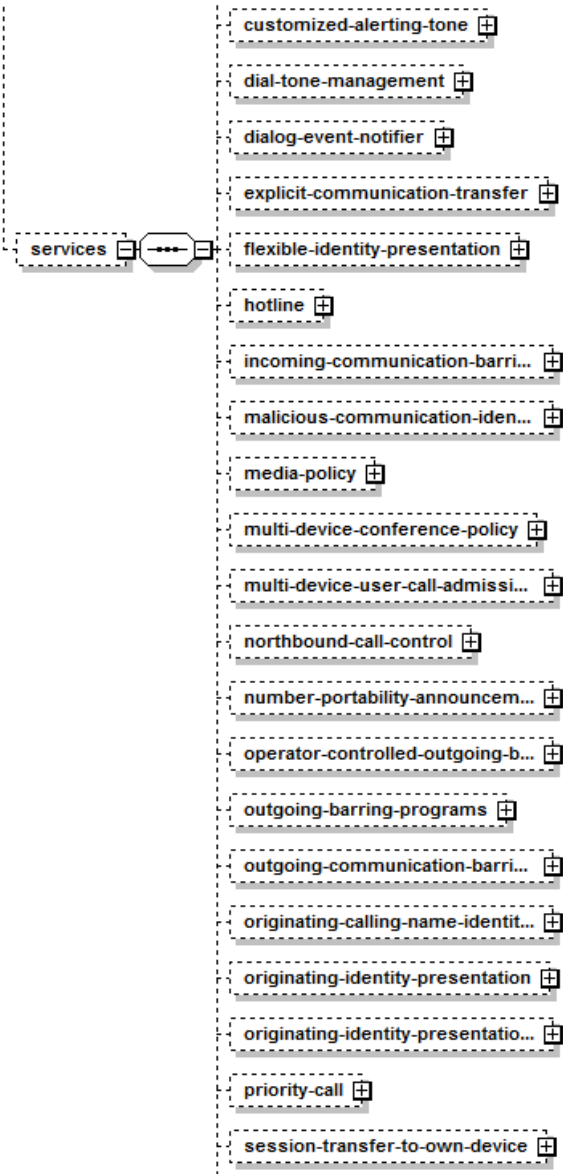 customized-alerting-tone
dial-tone-management
dialog-event-notifier
explicit-communication-transfer
services
flexible-identity-presentation
hotline
incoming-communication-barri...
malicious-communication-iden...
media-policy
multi-device-conference-policy
multi-device-user-call-admissi...
northbound-call-control
number-portability-announcem...
operator-controlled-outgoing-b...
outgoing-barring-programs
outgoing-communication-barri...
originating-calling-name-identit...
originating-identity-presentation
originating-identity-presentatio...
priority-call
session-transfer-to-own-device